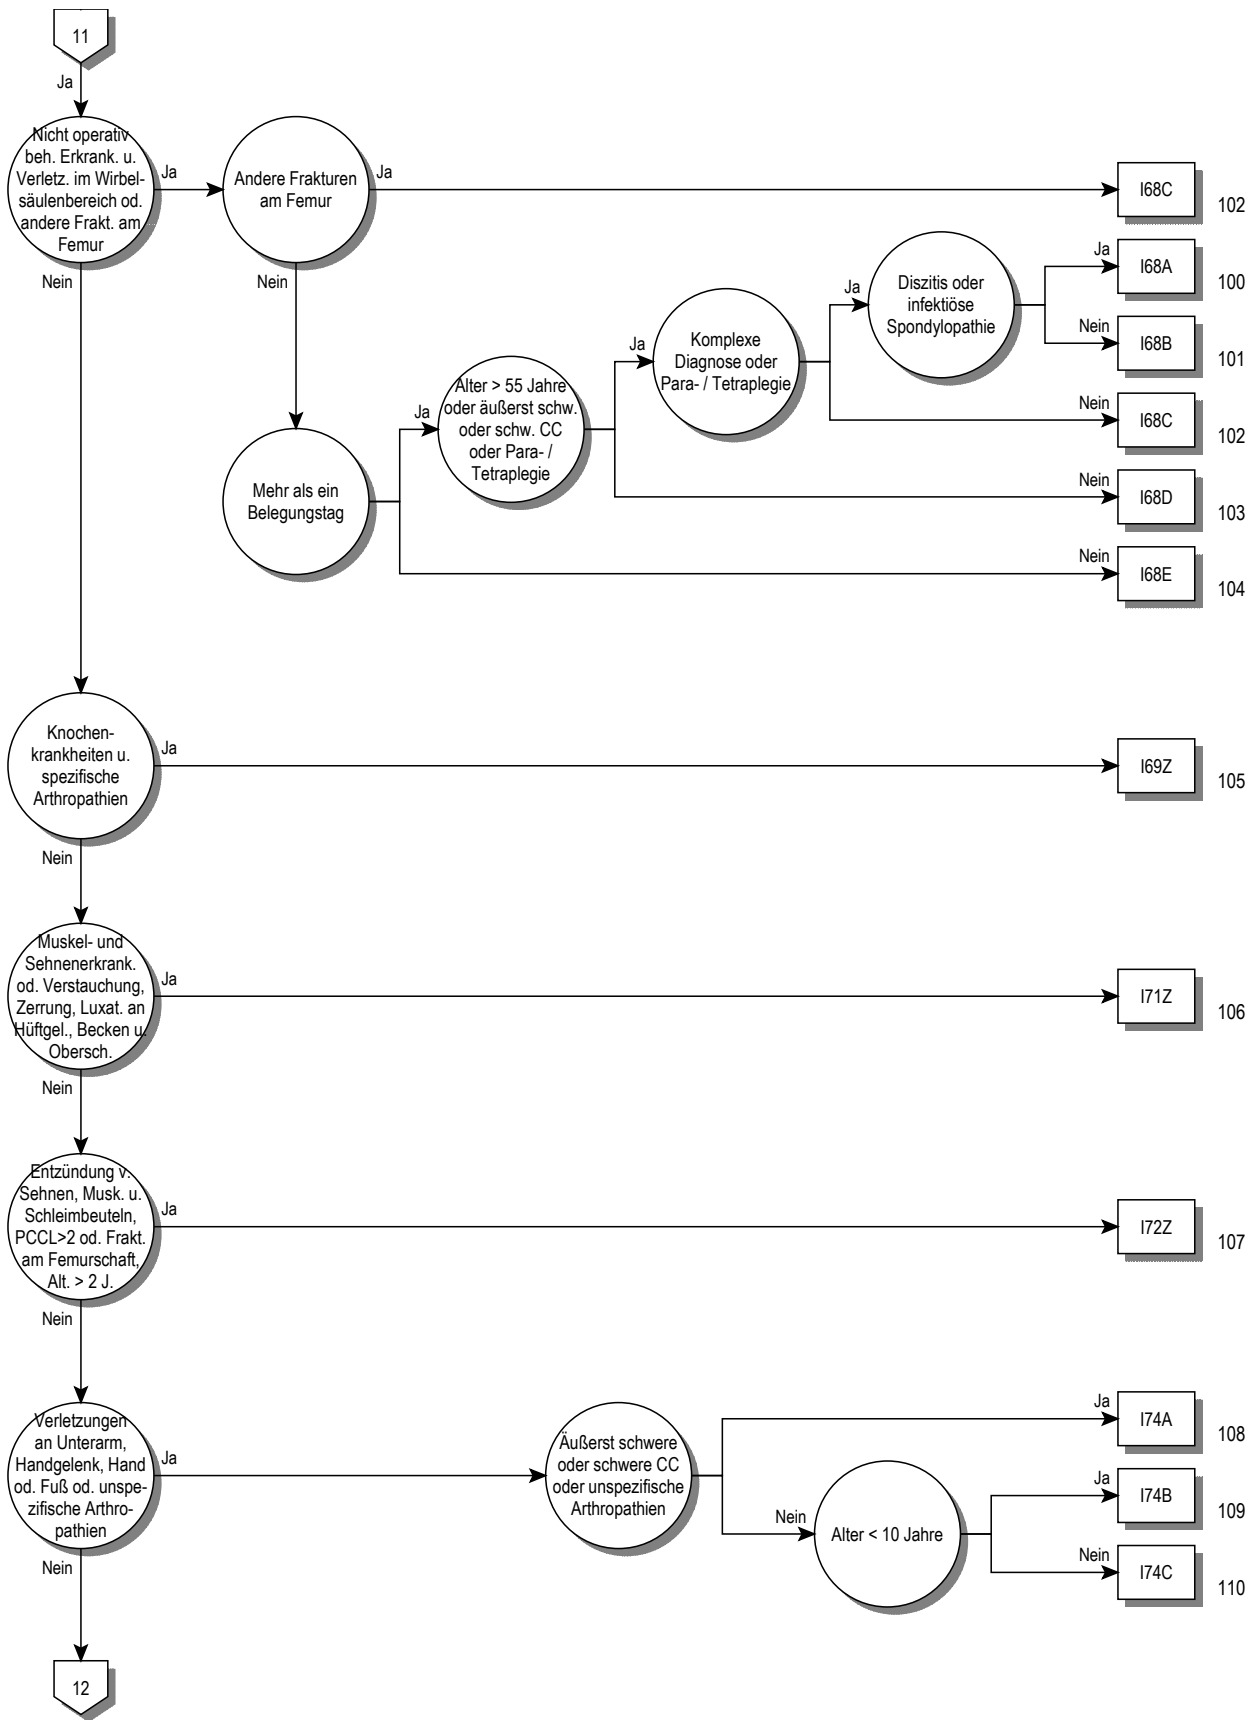 11
Ja
Nicht operativ
beh. Erkrank. u.
Verletz. im Wirbel-
säulenbereich od.
andere Frakt. am
Femur
Ja
Andere Frakturen
am Femur
Ja
I68C
102
Nein
Nein
Mehr als ein
Belegungstag
Ja
Alter > 55 Jahre
oder äußerst schw.
oder schw. CC
oder Para- /
Tetraplegie
Ja
Komplexe
Diagnose oder
Para- / Tetraplegie
Ja
Diszitis oder
infektiöse
Spondylopathie
Ja
I68A
100
Nein
I68B
101
Nein
I68C
102
Nein
I68D
103
Nein
I68E
104
Knochen-
krankheiten u.
spezifische
Arthropathien
Ja
I69Z
105
Nein
Muskel- und
Sehnenerkrank.
od. Verstauchung,
Zerrung, Luxat. an
Hüftgel., Becken u.
Obersch.
Ja
I71Z
106
Nein
Entzündung v.
Sehnen, Musk. u.
Schleimbeuteln,
PCCL>2 od. Frakt.
am Femurschaft,
Alt. > 2 J.
Ja
I72Z
107
Nein
Verletzungen
an Unterarm,
Handgelenk, Hand
od. Fuß od. unspe-
zifische Arthro-
pathien
Ja
Äußerst schwere
oder schwere CC
oder unspezifische
Arthropathien
Ja
I74A
108
Nein
Alter < 10 Jahre
Ja
I74B
109
Nein
I74C
110
Nein
12